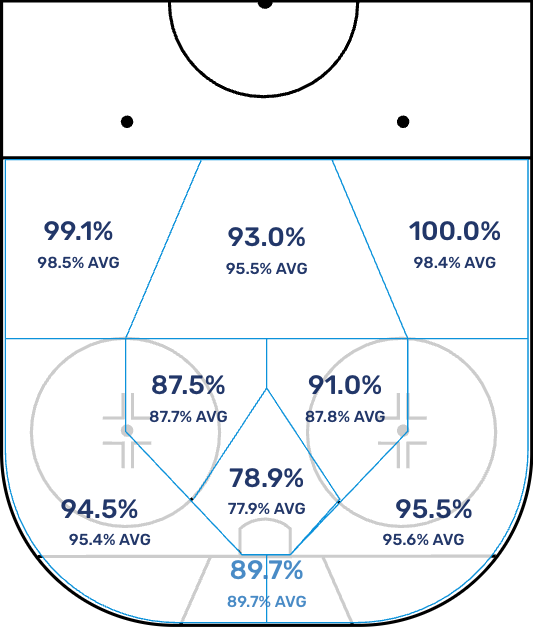 99.1%
98.5% AVG
93.0%
95.5% AVG
100.0%
98.4% AVG
87.5%
87.7% AVG
91.0%
87.8% AVG
78.9%
77.9% AVG
94.5%
95.4% AVG
95.5%
95.6% AVG
89.7%
89.7% AVG